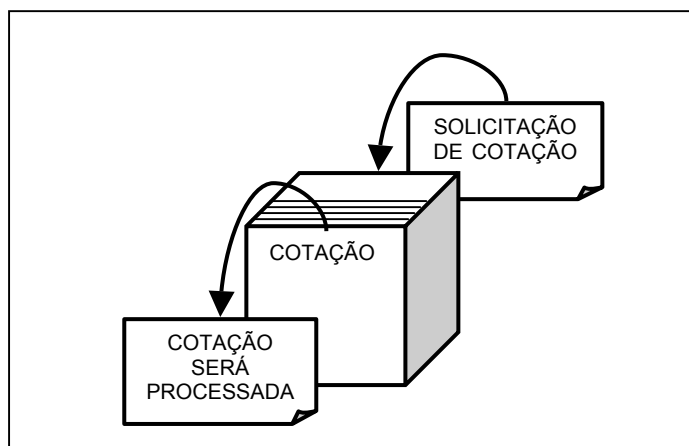 SOLICITAÇÃO
DE COTAÇÃO
COTAÇÃO
COTAÇÃO
SERÁ
PROCESSADA